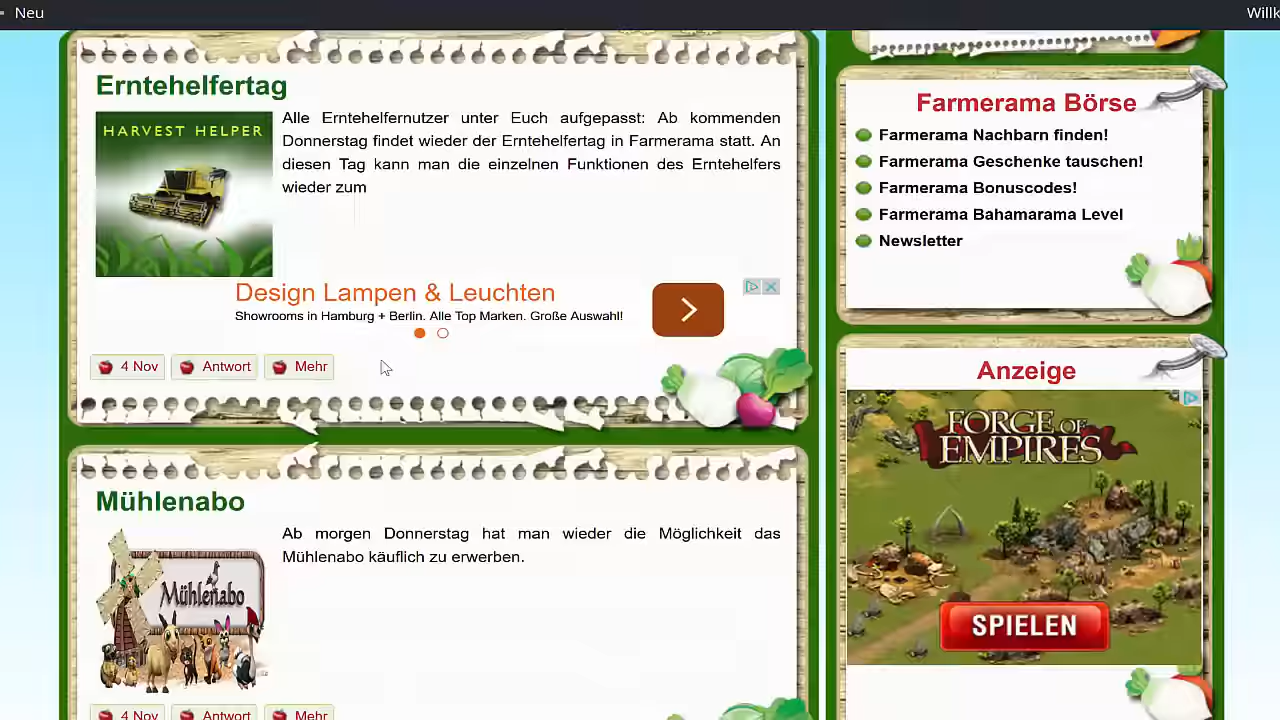 Neu
Willk
Erntehelfertag
HARVEST HELPER
Alle Erntehelfernutzer unter Euch aufgepasst: Ab kommenden
Donnerstag findet wieder der Erntehelfertag in Farmerama statt. An
diesen Tag kann man die einzelnen Funktionen des Erntehelfers
wieder zum
Design Lampen & Leuchten
Showrooms in Hamburg + Berlin. Alle Top Marken. Große Auswahl!
4 Nov
Antwort
Mehr
Mühlenabo
Mühlenabo
Ab morgen Donnerstag hat man wieder die Möglichkeit das
Mühlenabo käuflich zu erwerben.
4 Nov
Antwort
Mehr
Farmerama Börse
Farmerama Nachbarn finden!
Farmerama Geschenke tauschen!
Farmerama Bonuscodes!
Farmerama Bahamarama Level
Newsletter
Anzeige
FORGE OF
EMPIRES
SPIELEN